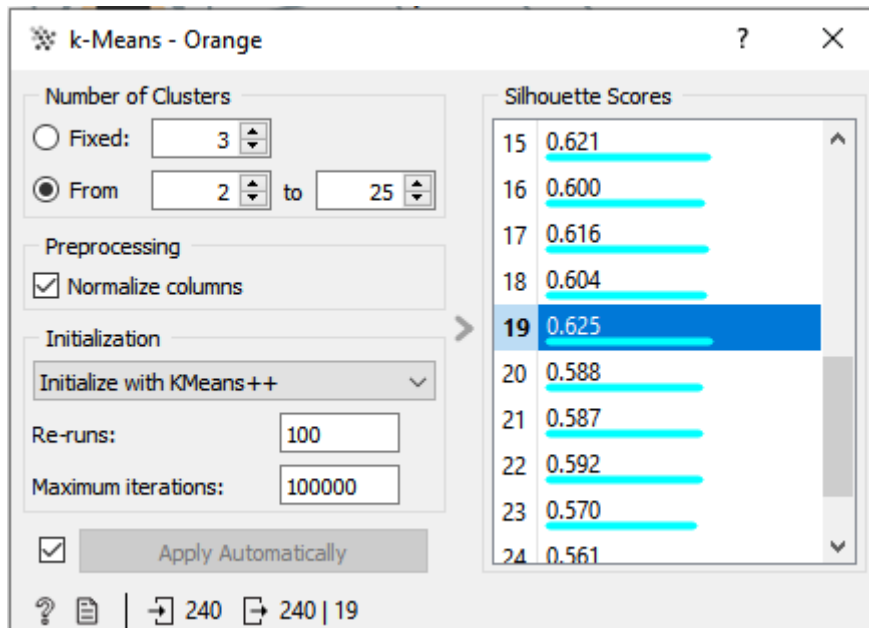 k-Means - Orange
?
Number of Clusters
Fixed: 3
From 2 to 25
Preprocessing
Normalize columns
Initialization
Initialize with KMeans++
Re-runs: 100
Maximum iterations: 100000
Apply Automatically
? 240 240 | 19
Silhouette Scores
15 0.621
16 0.600
17 0.616
18 0.604
19 0.625
20 0.588
21 0.587
22 0.592
23 0.570
24 0.561